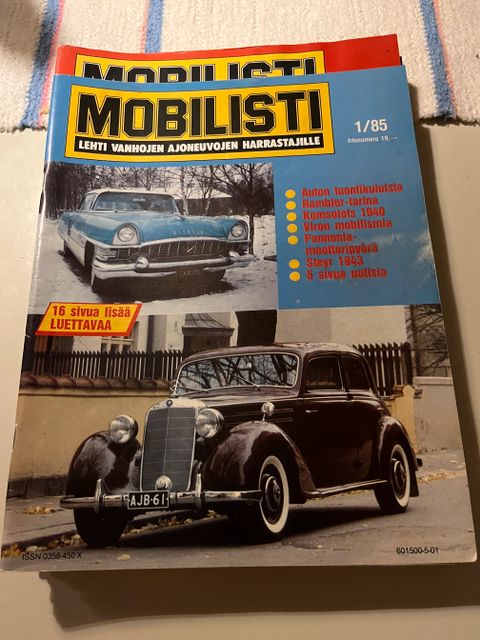 MOBILISTI
MOBILISTI
LEHTI VANHOJEN AJONEUVOJEN HARRASTAJILLE
1/85
Irtonumero 19,—
Auton tuontikuluista
Rambler-tarina
Komsolets 1940
Viron mobilismia
Pannonia-
moottoripyörä
Steyr 1943
5 sivua uutisia
16 sivua lisää
LUETTAVAA
AJB-61
ISSN 0358-450 X
601500-5-01